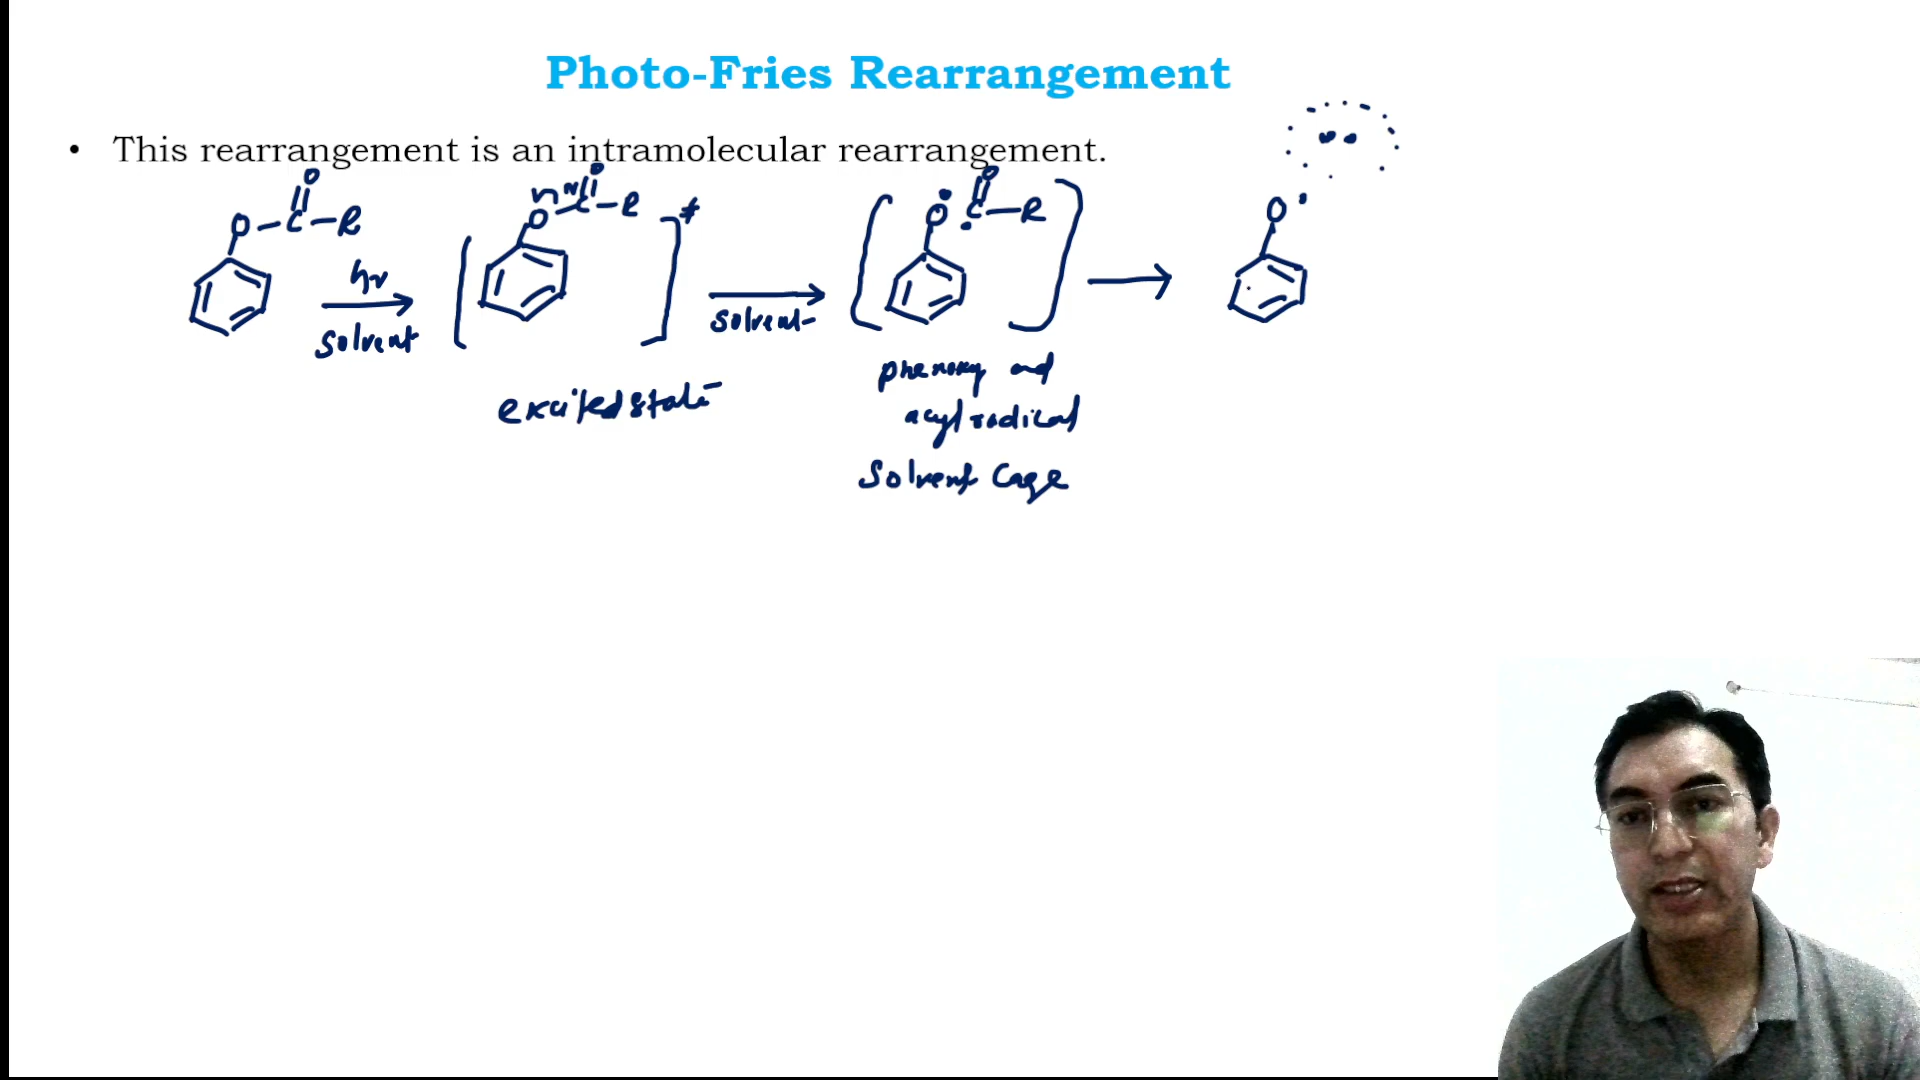 Photo-Fries Rearrangement
• This rearrangement is an intramolecular rearrangement.
O
O – C – R
hν
solvent
O
O – C – R
*
excited state
solvent
O
O• •C – R
phenoxy and
acyl radical
Solvent Cage
O•